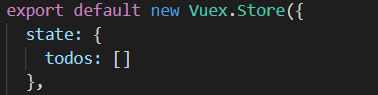 export default new Vuex.Store({
  state: {
    todos: []
  },